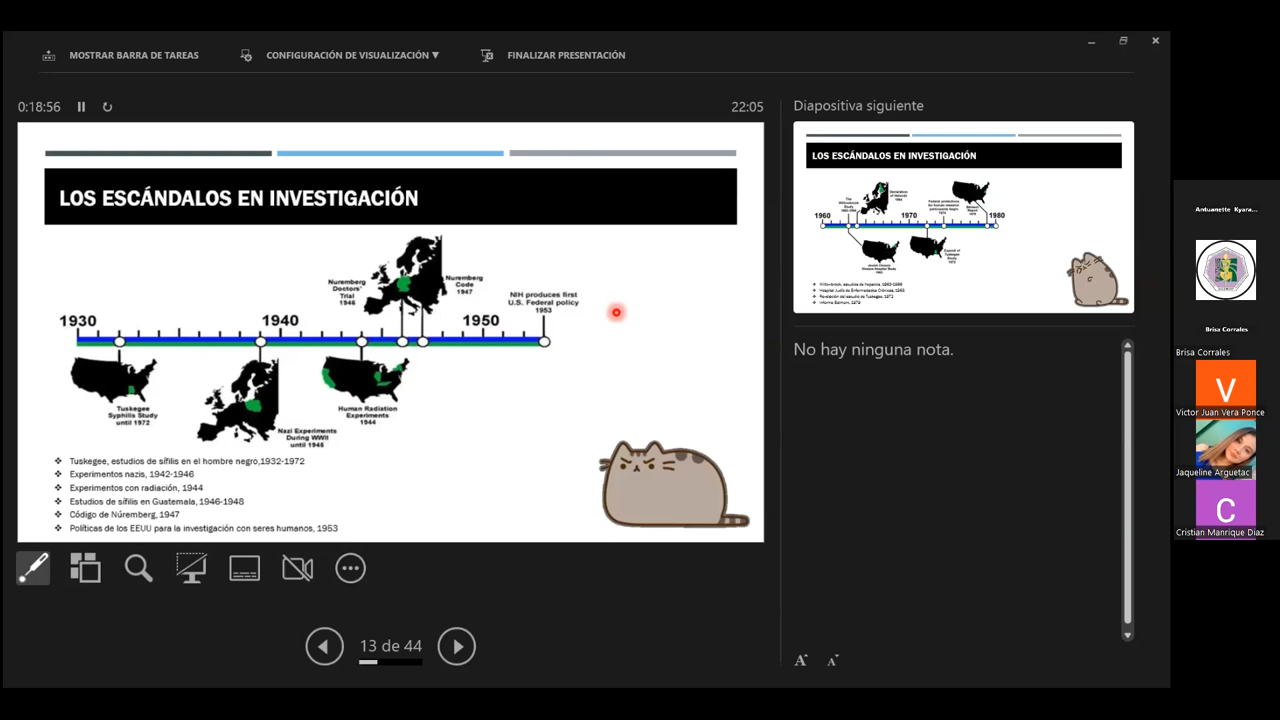 MOSTRAR BARRA DE TAREAS
CONFIGURACIÓN DE VISUALIZACIÓN ▼
FINALIZAR PRESENTACIÓN
0:18:56
22:05
LOS ESCÁNDALOS EN INVESTIGACIÓN
Nuremberg
Doctors'
Trial
1946
Nuremberg
Code
1947
NIH produces first
U.S. Federal policy
1953
1930
1940
1950
Tuskegee
Syphilis Study
until 1972
Nazi Experiments
During WWII
until 1945
Human Radiation
Experiments
1944
❖ Tuskegee, estudios de sífilis en el hombre negro,1932-1972
❖ Experimentos nazis, 1942-1946
❖ Experimentos con radiación, 1944
❖ Estudios de sífilis en Guatemala, 1946-1948
❖ Código de Núremberg, 1947
❖ Políticas de los EEUU para la investigación con seres humanos, 1953
13 de 44
Diapositiva siguiente
LOS ESCÁNDALOS EN INVESTIGACIÓN
1960
1970
1980
No hay ninguna nota.
A A
Antuanette Kyara...
Brisa Corrales
Brisa Corrales
V
Victor Juan Vera Ponce
Jaqueline Arguetac
C
Cristian Manrique Diaz